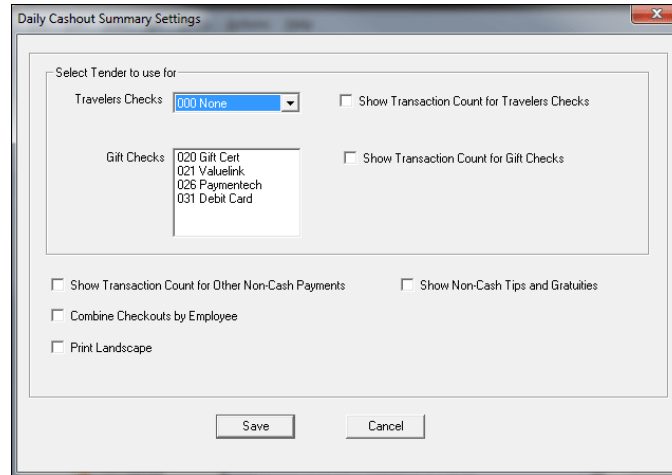 Daily Cashout Summary Settings
Select Tender to use for
Travelers Checks 000 None Show Transaction Count for Travelers Checks
Gift Checks 020 Gift Cert Show Transaction Count for Gift Checks
021 Valuelink
026 Paymentech
031 Debit Card
Show Transaction Count for Other Non-Cash Payments Show Non-Cash Tips and Gratuities
Combine Checkouts by Employee
Print Landscape
Save Cancel